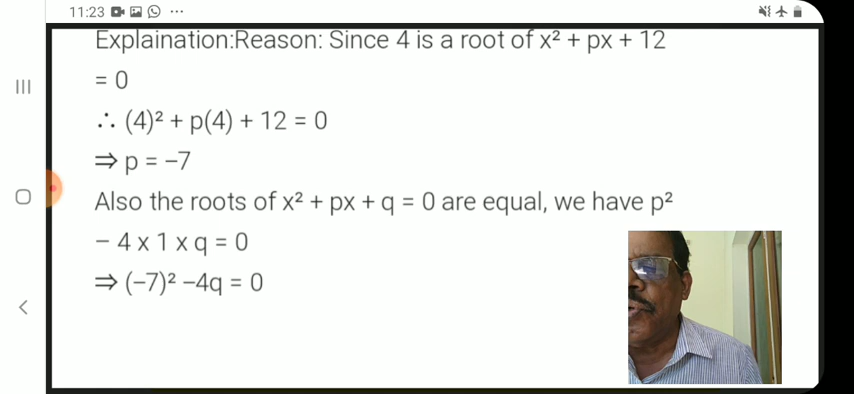 11:23
Explaination:Reason: Since 4 is a root of x² + px + 12
= 0
∴ (4)² + p(4) + 12 = 0
⇒ p = –7
Also the roots of x² + px + q = 0 are equal, we have p²
– 4 x 1 x q = 0
⇒ (–7)² –4q = 0